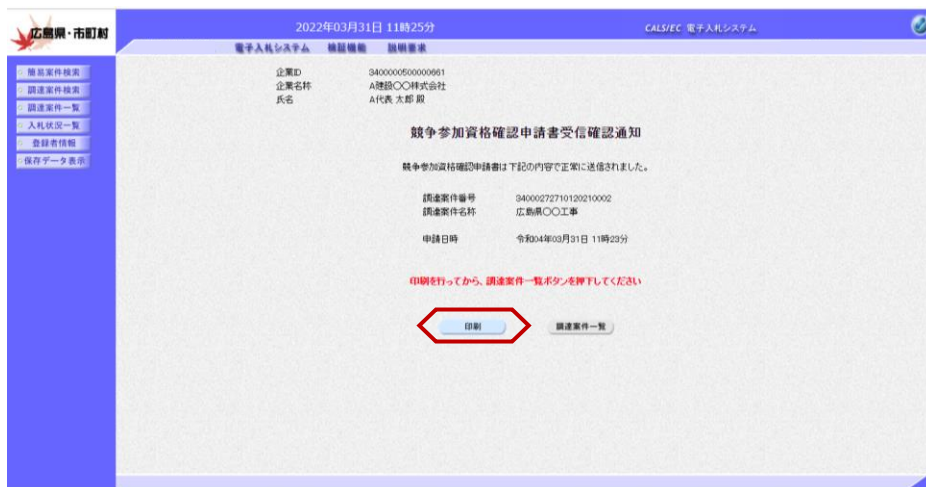 広島県・市町村
2022年03月31日 11時25分
CALS/EC 電子入札システム
電子入札システム 検証機能 説明要求
簡易案件検索
調達案件検索
調達案件一覧
入札状況一覧
登録者情報
保存データ表示
企業ID 3400000500000661
企業名称 A建設〇〇株式会社
氏名 A代表 太郎 殿
競争参加資格確認申請書受信確認通知
競争参加資格確認申請書は下記の内容で正常に送信されました。
調達案件番号 34000272710120210002
調達案件名称 広島県〇〇工事
申請日時 令和04年03月31日 11時23分
印刷を行ってから、調達案件一覧ボタンを押下してください
印刷 調達案件一覧